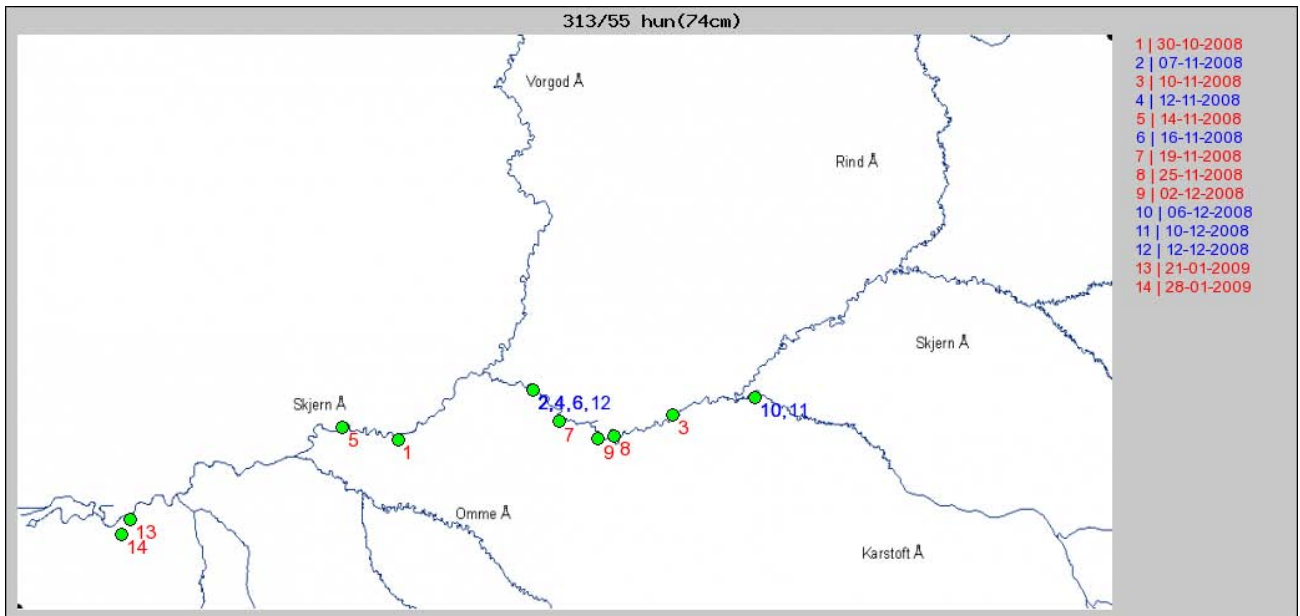 313/55 hun(74cm)
1 | 30-10-2008
2 | 07-11-2008
3 | 10-11-2008
4 | 12-11-2008
5 | 14-11-2008
6 | 16-11-2008
7 | 19-11-2008
8 | 25-11-2008
9 | 02-12-2008
10 | 06-12-2008
11 | 10-12-2008
12 | 12-12-2008
13 | 21-01-2009
14 | 28-01-2009
Vorgod Å
Rind Å
Skjern Å
Skjern Å
2,4,6,12
10,11
3
7
5
1
9
8
Omme Å
13
14
Karstoft Å